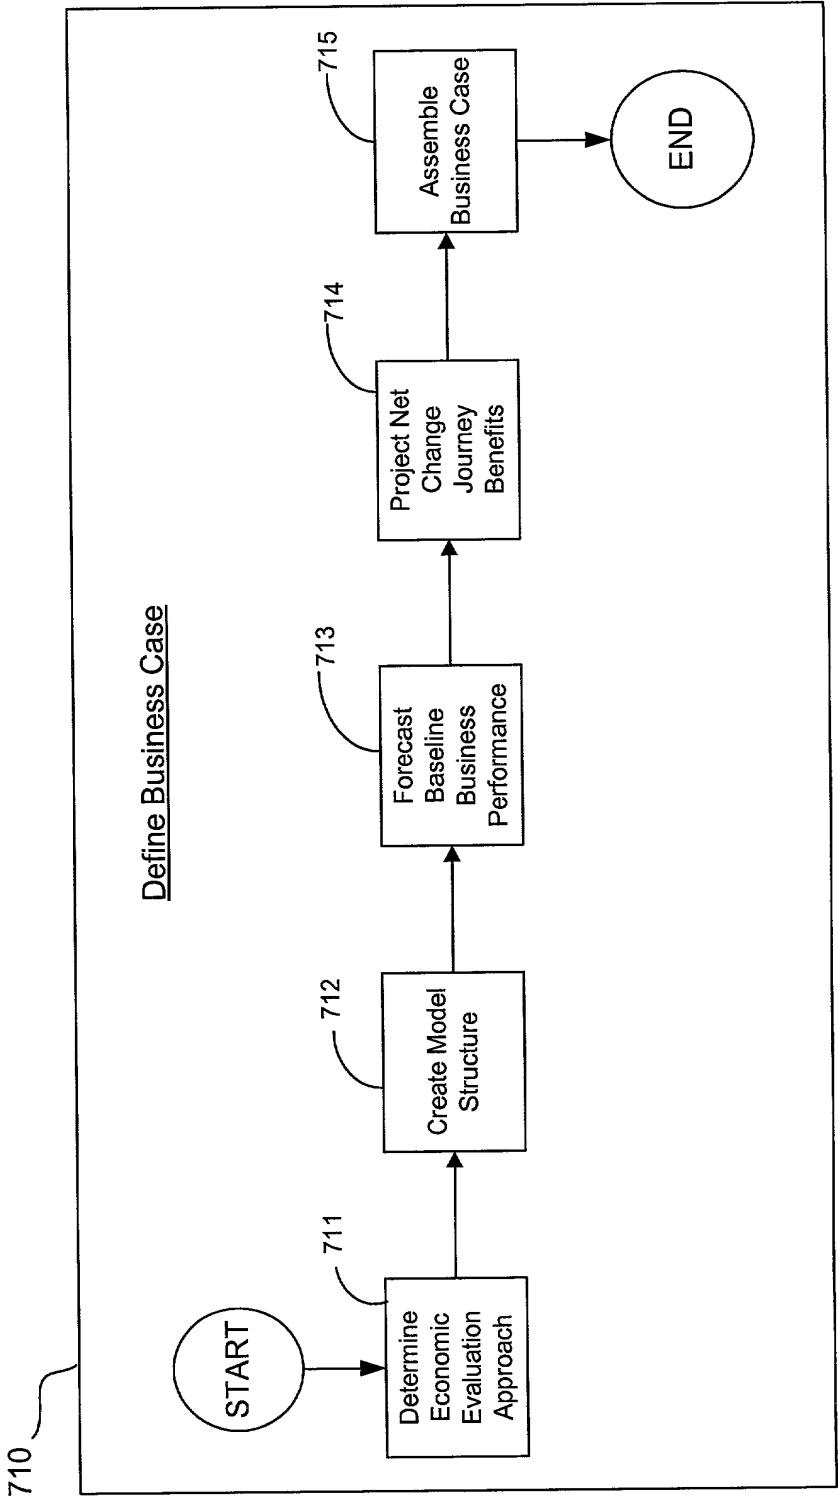 710
Define Business Case
START
711
Determine
Economic
Evaluation
Approach
712
Create Model
Structure
713
Forecast
Baseline
Business
Performance
714
Project Net
Change
Journey
Benefits
715
Assemble
Business Case
END